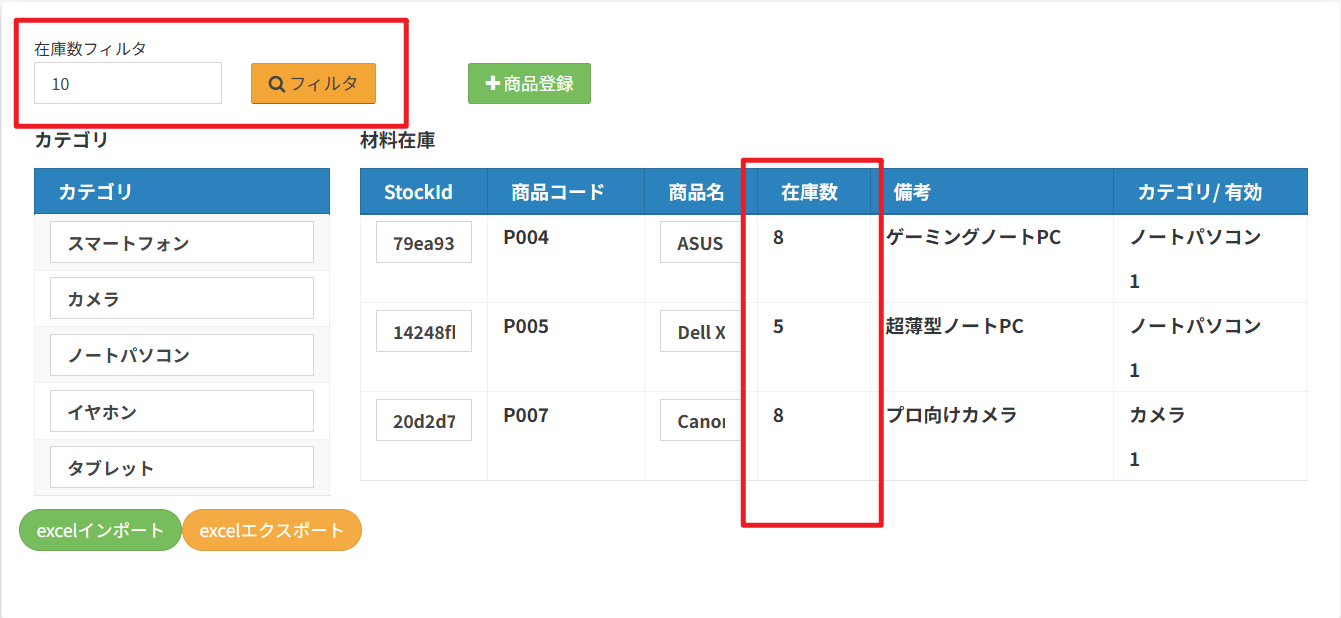 在庫数フィルタ
10
フィルタ
商品登録
カテゴリ
材料在庫
カテゴリ
スマートフォン
カメラ
ノートパソコン
イヤホン
タブレット
StockId 商品コード 商品名 在庫数 備考 カテゴリ/ 有効
79ea93 P004 ASUS 8 ゲーミングノートPC ノートパソコン
1
14248fl P005 Dell X 5 超薄型ノートPC ノートパソコン
1
20d2d7 P007 Canon 8 プロ向けカメラ カメラ
1
excelインポート
excelエクスポート